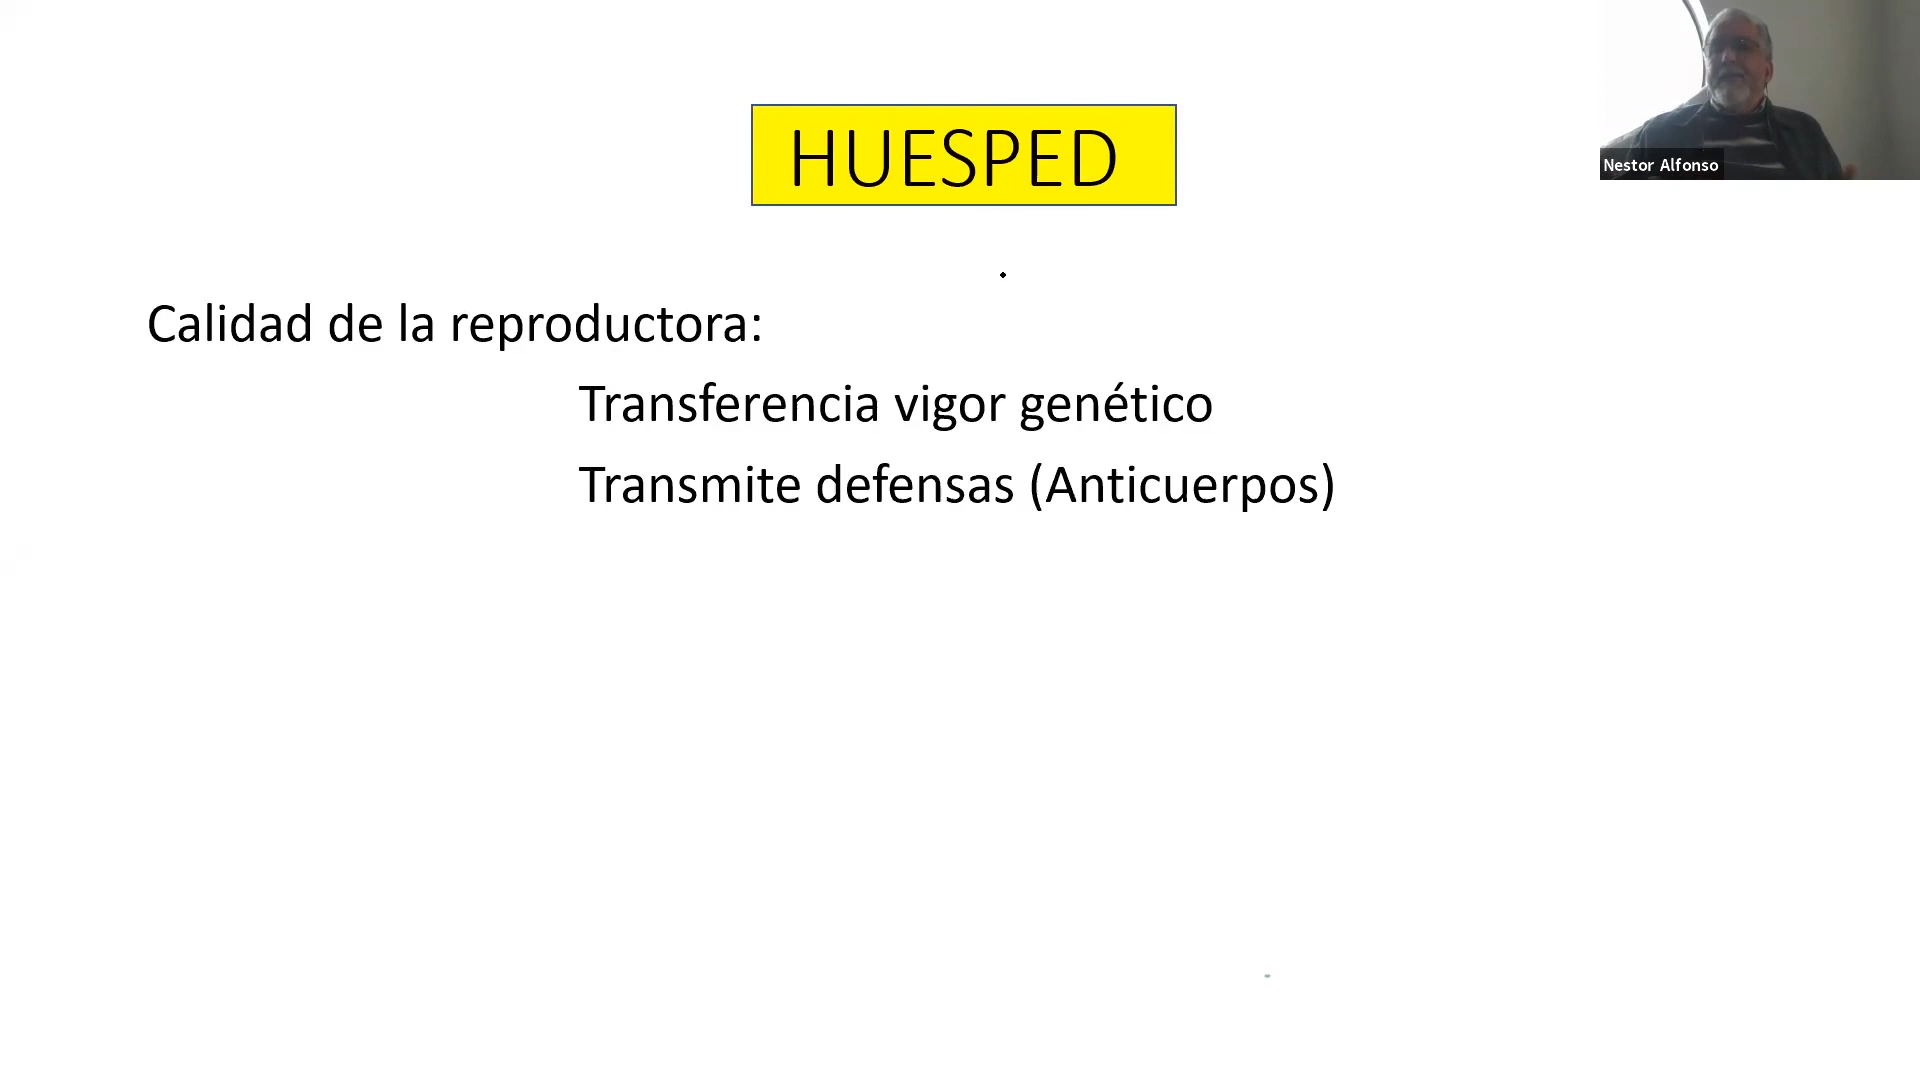 HUESPED
Nestor Alfonso
Calidad de la reproductora:
Transferencia vigor genético
Transmite defensas (Anticuerpos)